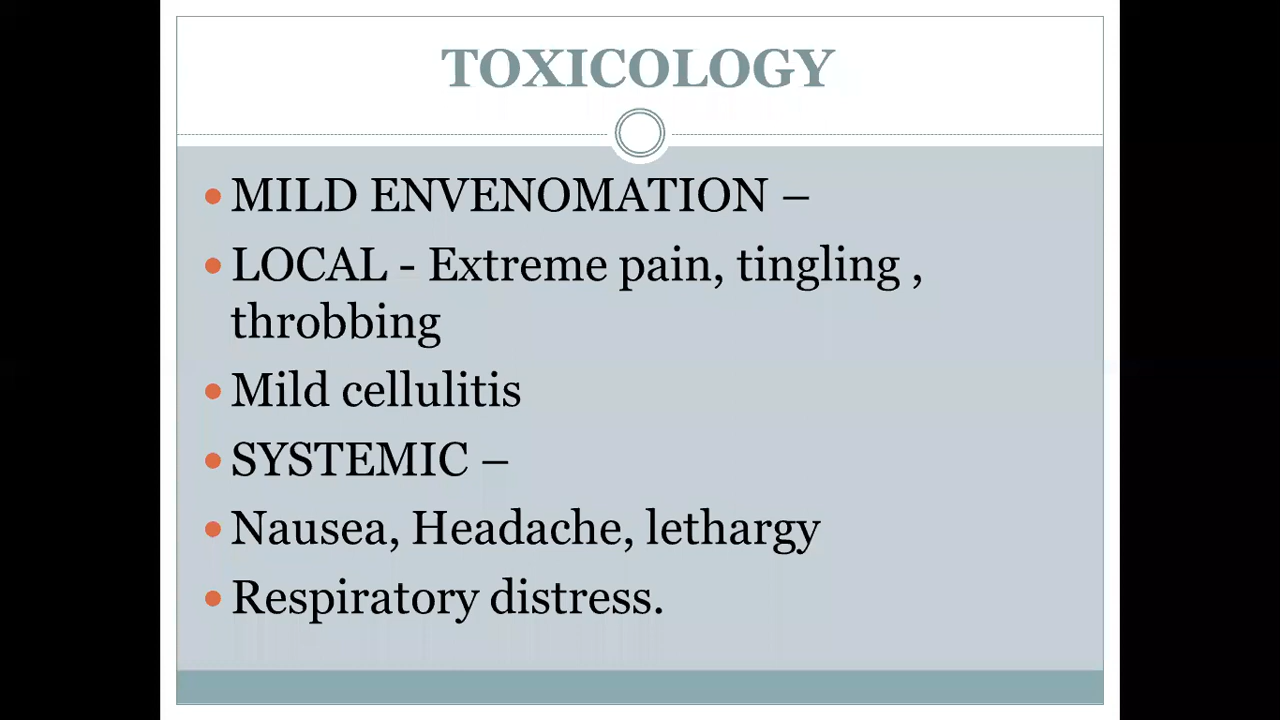 TOXICOLOGY
• MILD ENVENOMATION –
• LOCAL - Extreme pain, tingling ,
throbbing
• Mild cellulitis
• SYSTEMIC –
• Nausea, Headache, lethargy
• Respiratory distress.